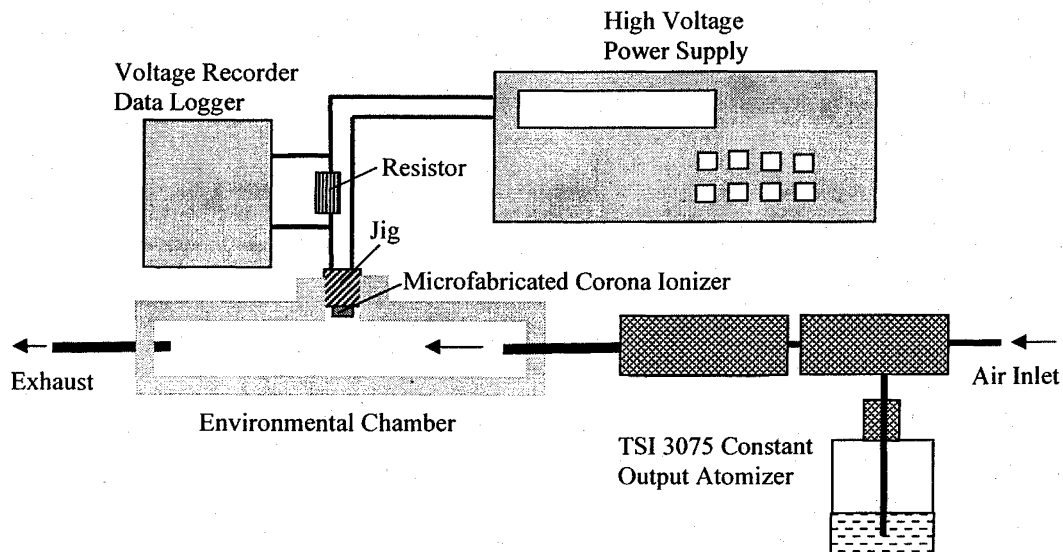 High Voltage
Power Supply
Voltage Recorder
Data Logger
Resistor
Jig
Microfabricated Corona Ionizer
Exhaust
Air Inlet
Environmental Chamber
TSI 3075 Constant
Output Atomizer